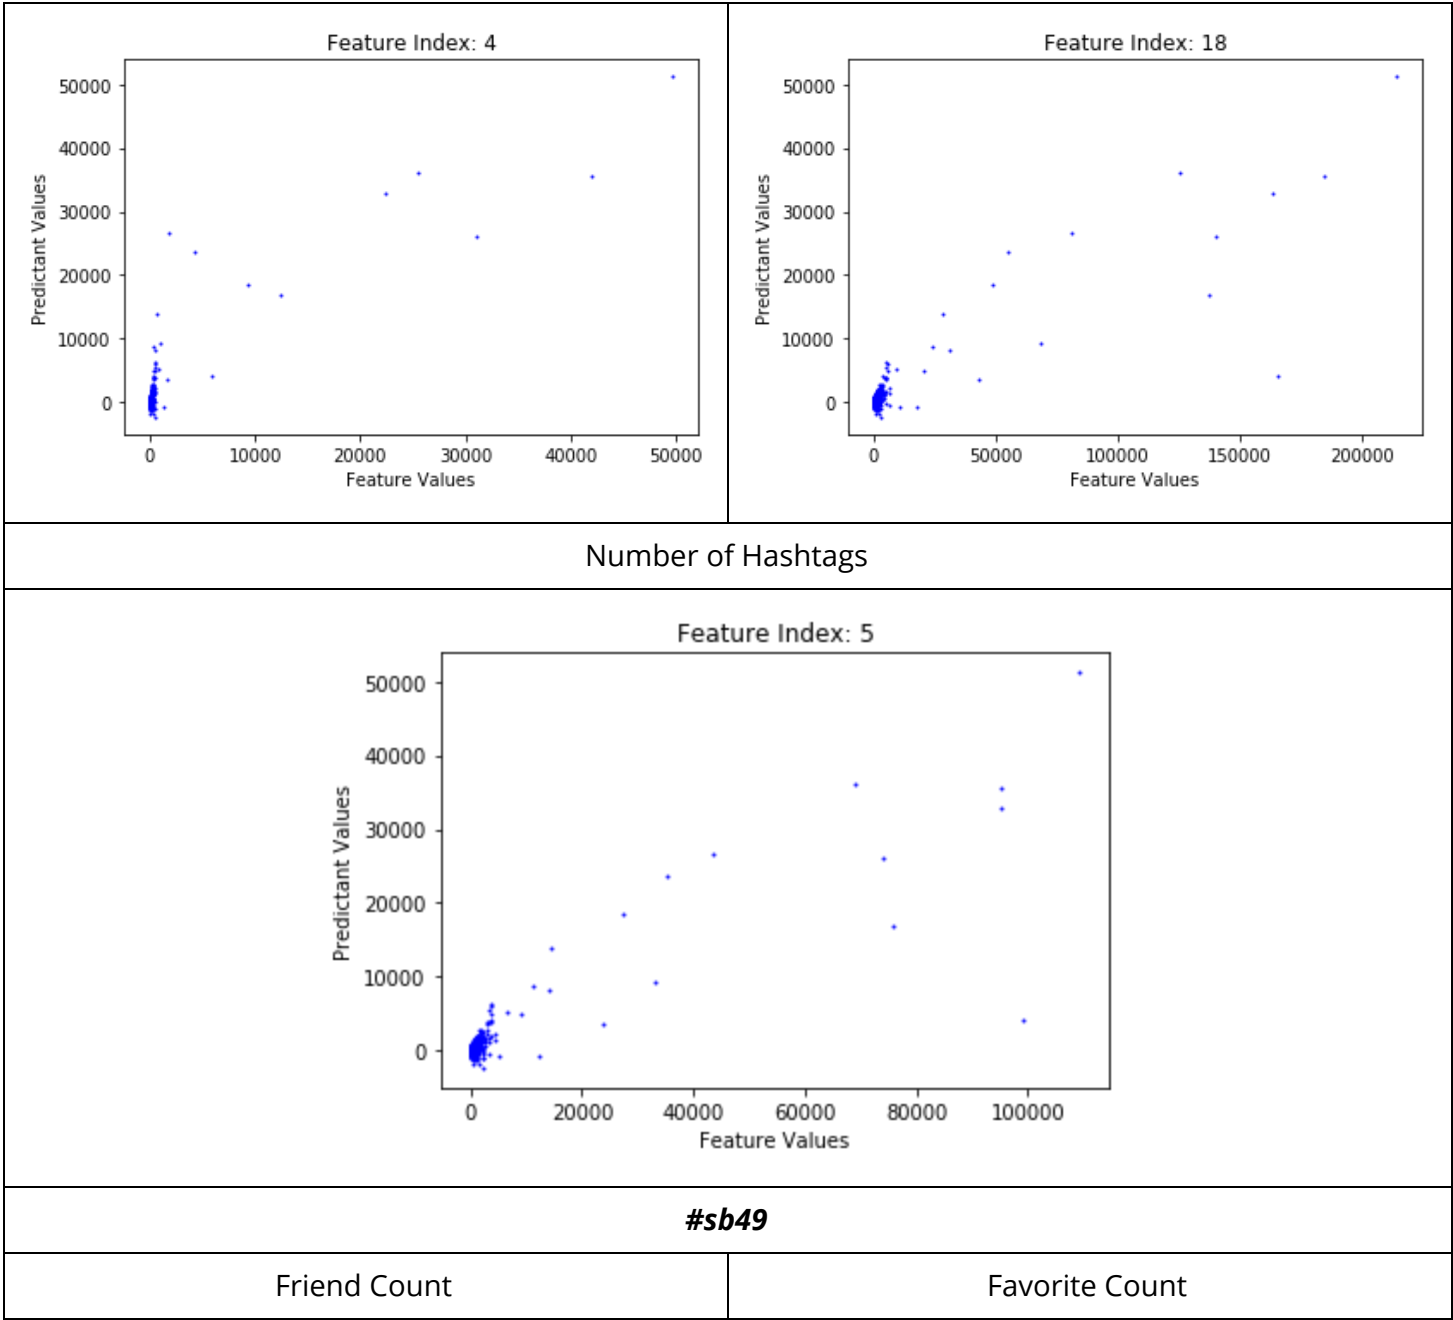 Feature Index: 4
50000
40000
30000
20000
10000
0
Predictant Values
0 10000 20000 30000 40000 50000
Feature Values
Feature Index: 18
50000
40000
30000
20000
10000
0
Predictant Values
0 50000 100000 150000 200000
Feature Values
Number of Hashtags
Feature Index: 5
50000
40000
30000
20000
10000
0
Predictant Values
0 20000 40000 60000 80000 100000
Feature Values
#sb49
Friend Count
Favorite Count